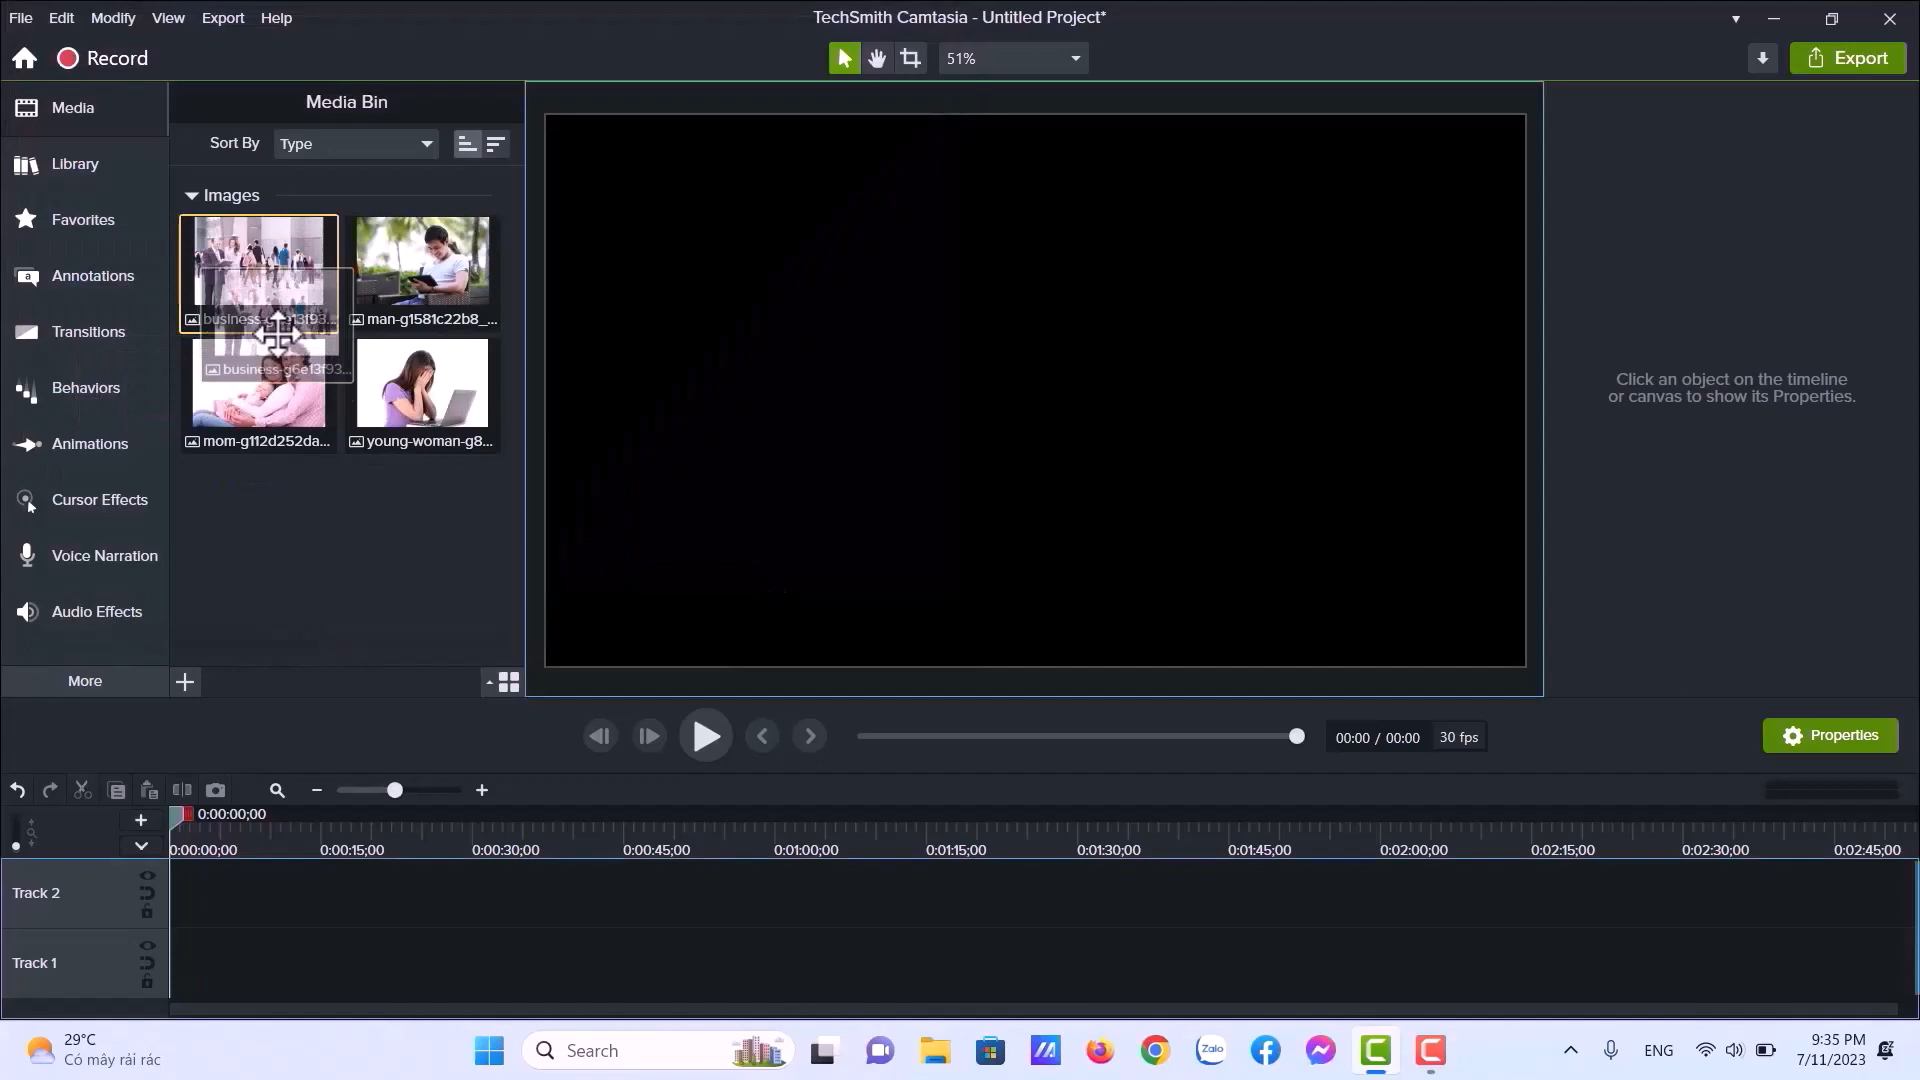 File Edit Modify View Export Help
TechSmith Camtasia - Untitled Project*
Record
51%
Export
Media
Library
Favorites
Annotations
Transitions
Behaviors
Animations
Cursor Effects
Voice Narration
Audio Effects
More
Media Bin
Sort By Type
Images
man-g1581c22b8_...
business-g6e13f93...
mom-g112d252da...
young-woman-g8...
Click an object on the timeline
or canvas to show its Properties.
00:00 / 00:00 30 fps
Properties
0:00:00;00
0:00:00;00 0:00:15;00 0:00:30;00 0:00:45;00 0:01:00;00 0:01:15;00 0:01:30;00 0:01:45;00 0:02:00;00 0:02:15;00 0:02:30;00 0:02:45;00
Track 2
Track 1
29°C
Có mây rải rác
Search
Zalo
ENG
9:35 PM
7/11/2023